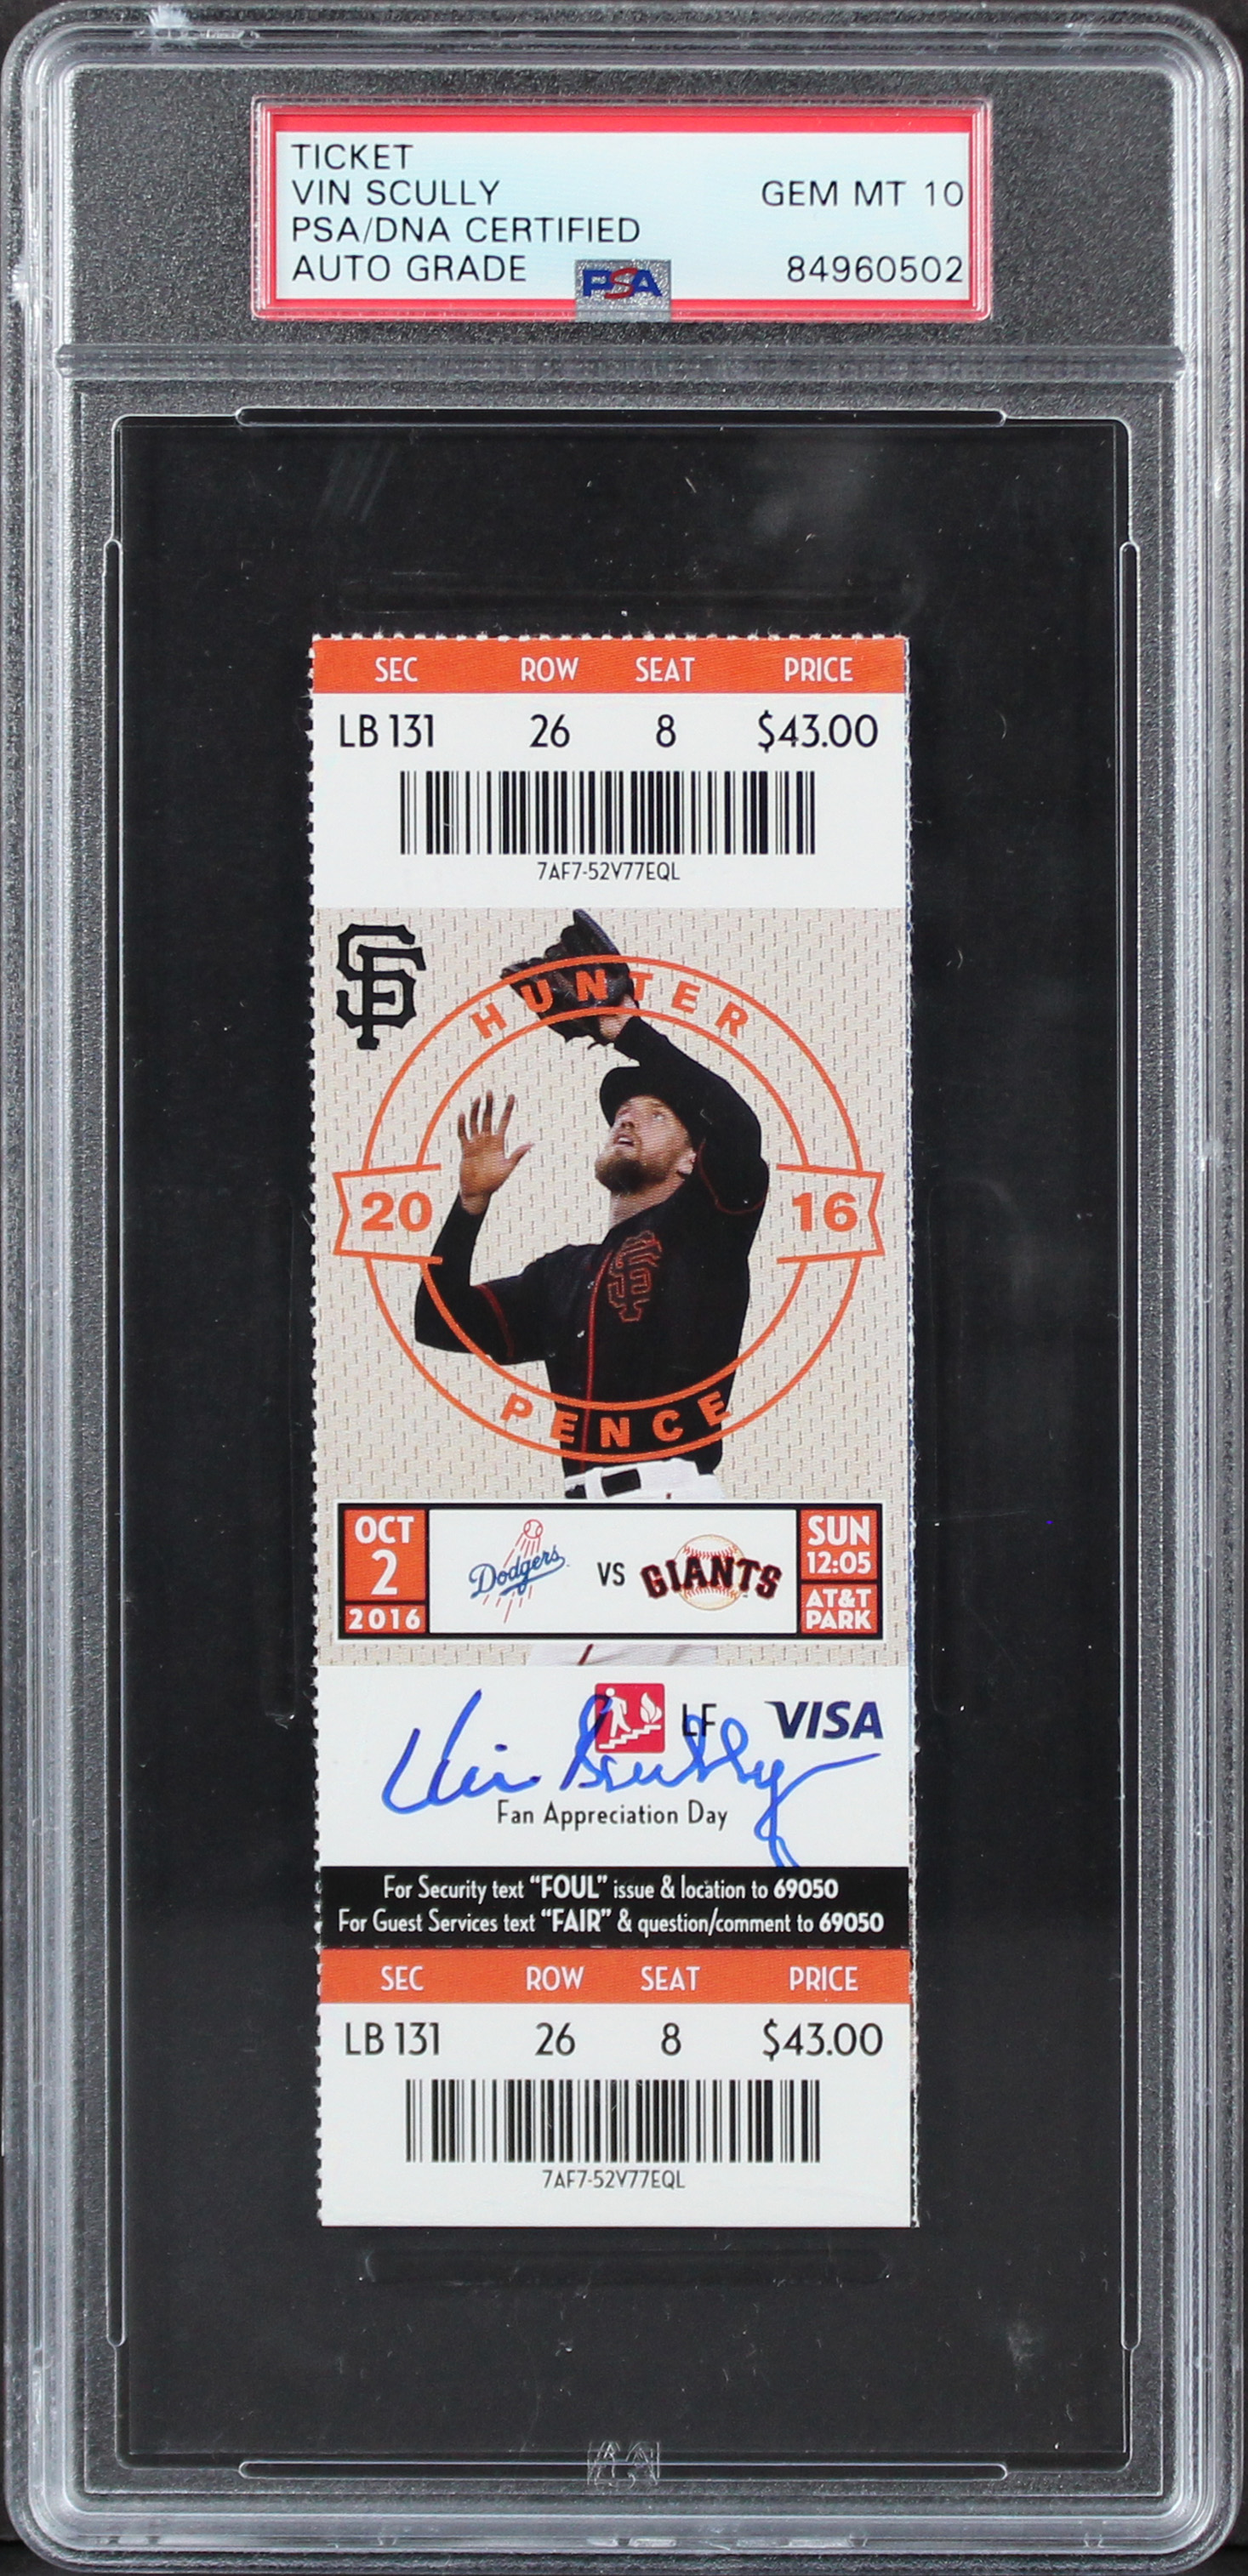 TICKET
VIN SCULLY GEM MT 10
PSA/DNA CERTIFIED
AUTO GRADE 84960502
PSA
SEC ROW SEAT PRICE
LB 131 26 8 $43.00
7AF7-52V77EQL
SF
HUNTER
20 16
SF
PENCE
OCT
2
2016
Dodgers VS GIANTS
SUN
12:05
AT&T
PARK
LF VISA
Vin Scully
Fan Appreciation Day
For Security text “FOUL” issue & location to 69050
For Guest Services text “FAIR” & question/comment to 69050
SEC ROW SEAT PRICE
LB 131 26 8 $43.00
7AF7-52V77EQL